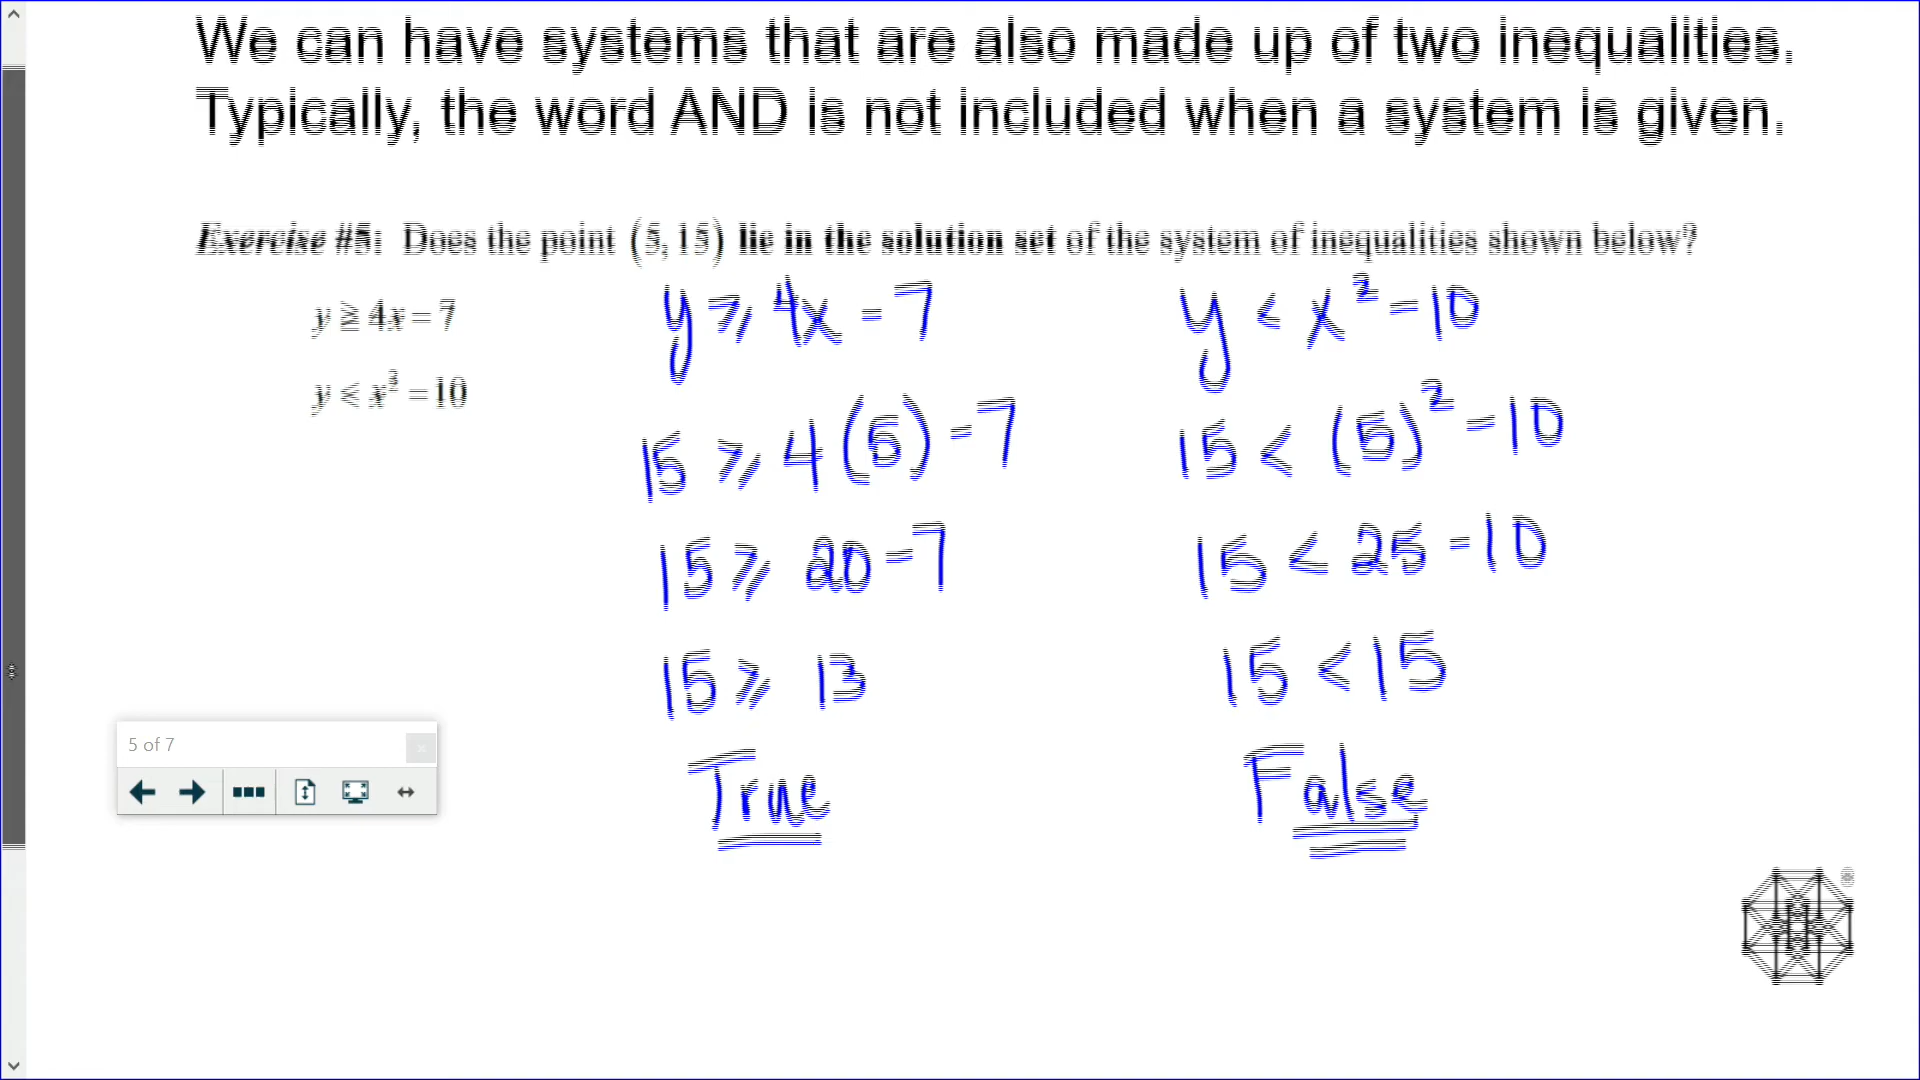 We can have systems that are also made up of two inequalities.
Typically, the word AND is not included when a system is given.
Exercise #5: Does the point (5, 15) lie in the solution set of the system of inequalities shown below?
y ≥ 4x − 7
y < x² − 10
y ≥ 4x − 7
15 ≥ 4(5) − 7
15 ≥ 20 − 7
15 ≥ 13
True
y < x² − 10
15 < (5)² − 10
15 < 25 − 10
15 < 15
False
5 of 7